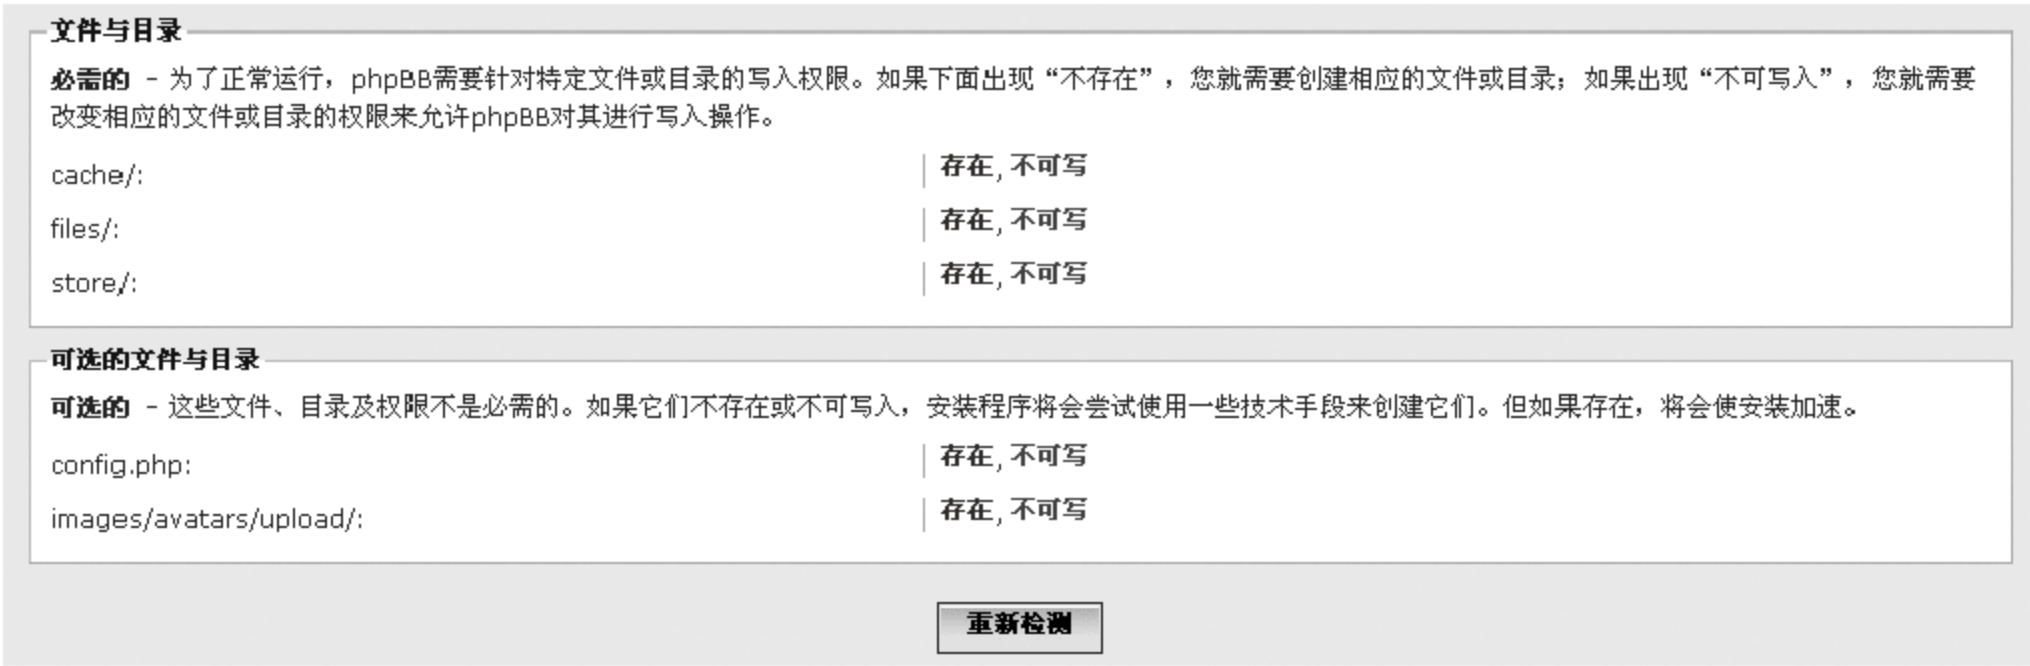 文件与目录
必需的 - 为了正常运行，phpBB需要针对特定文件或目录的写入权限。如果下面出现“不存在”，您就需要创建相应的文件或目录；如果出现“不可写入”，您就需要
改变相应的文件或目录的权限来允许phpBB对其进行写入操作。
cache/: 存在, 不可写
files/: 存在, 不可写
store/: 存在, 不可写
可选的文件与目录
可选的 - 这些文件、目录及权限不是必需的。如果它们不存在或不可写入，安装程序将会尝试使用一些技术手段来创建它们。但如果存在，将会使安装加速。
config.php: 存在, 不可写
images/avatars/upload/: 存在, 不可写
重新检测